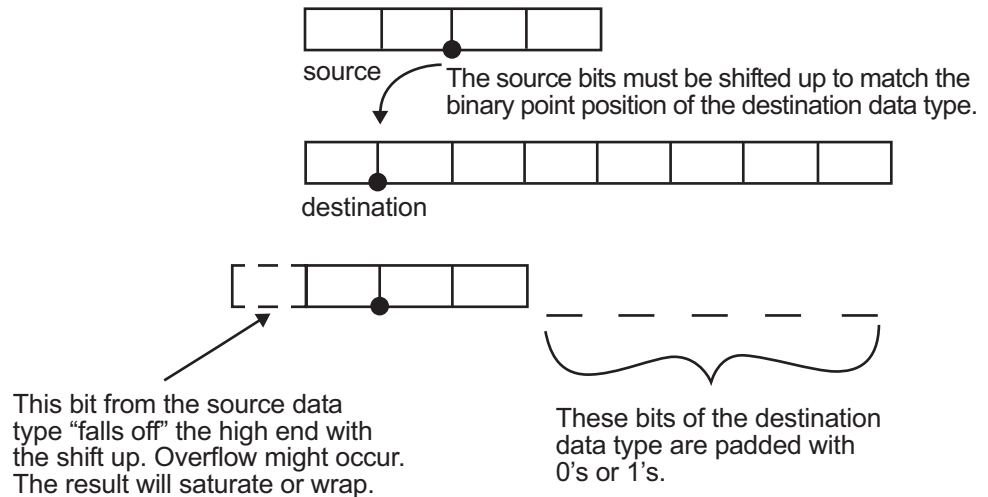 source
The source bits must be shifted up to match the
binary point position of the destination data type.
destination
This bit from the source data
type “falls off” the high end with
the shift up. Overflow might occur.
The result will saturate or wrap.
These bits of the destination
data type are padded with
0's or 1's.